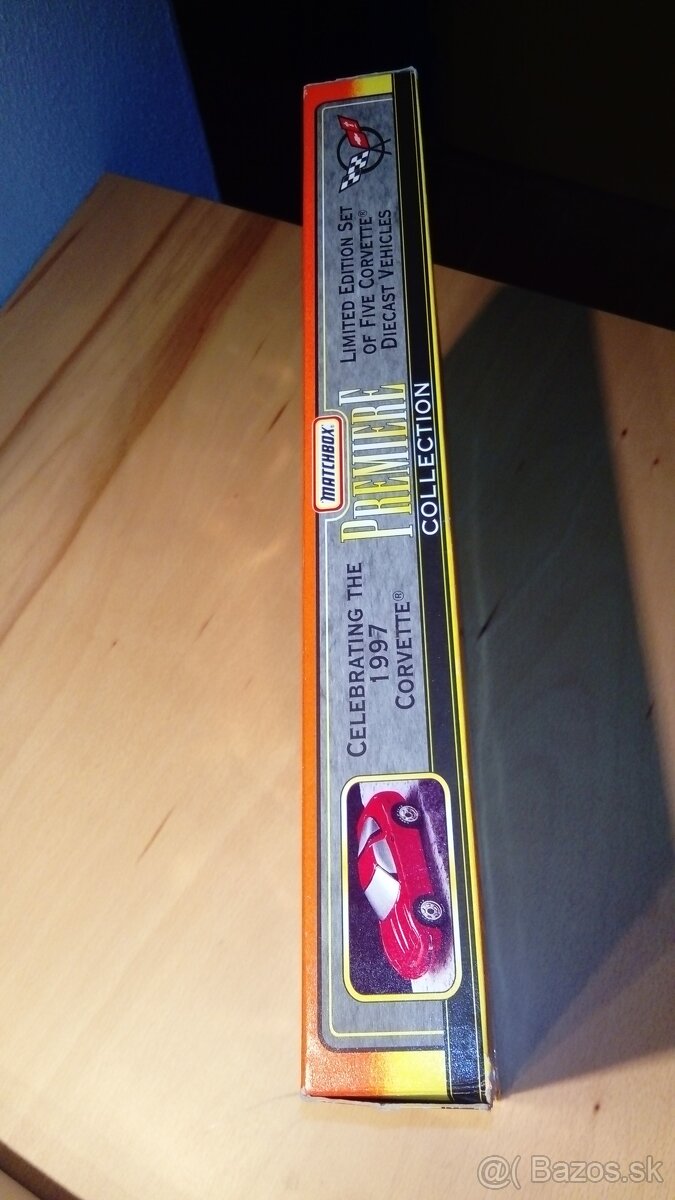 CELEBRATING THE
1997
CORVETTE®
MATCHBOX®
PREMIERE
COLLECTION
LIMITED EDITION SET
OF FIVE CORVETTE®
DIECAST VEHICLES
@( Bazos.sk